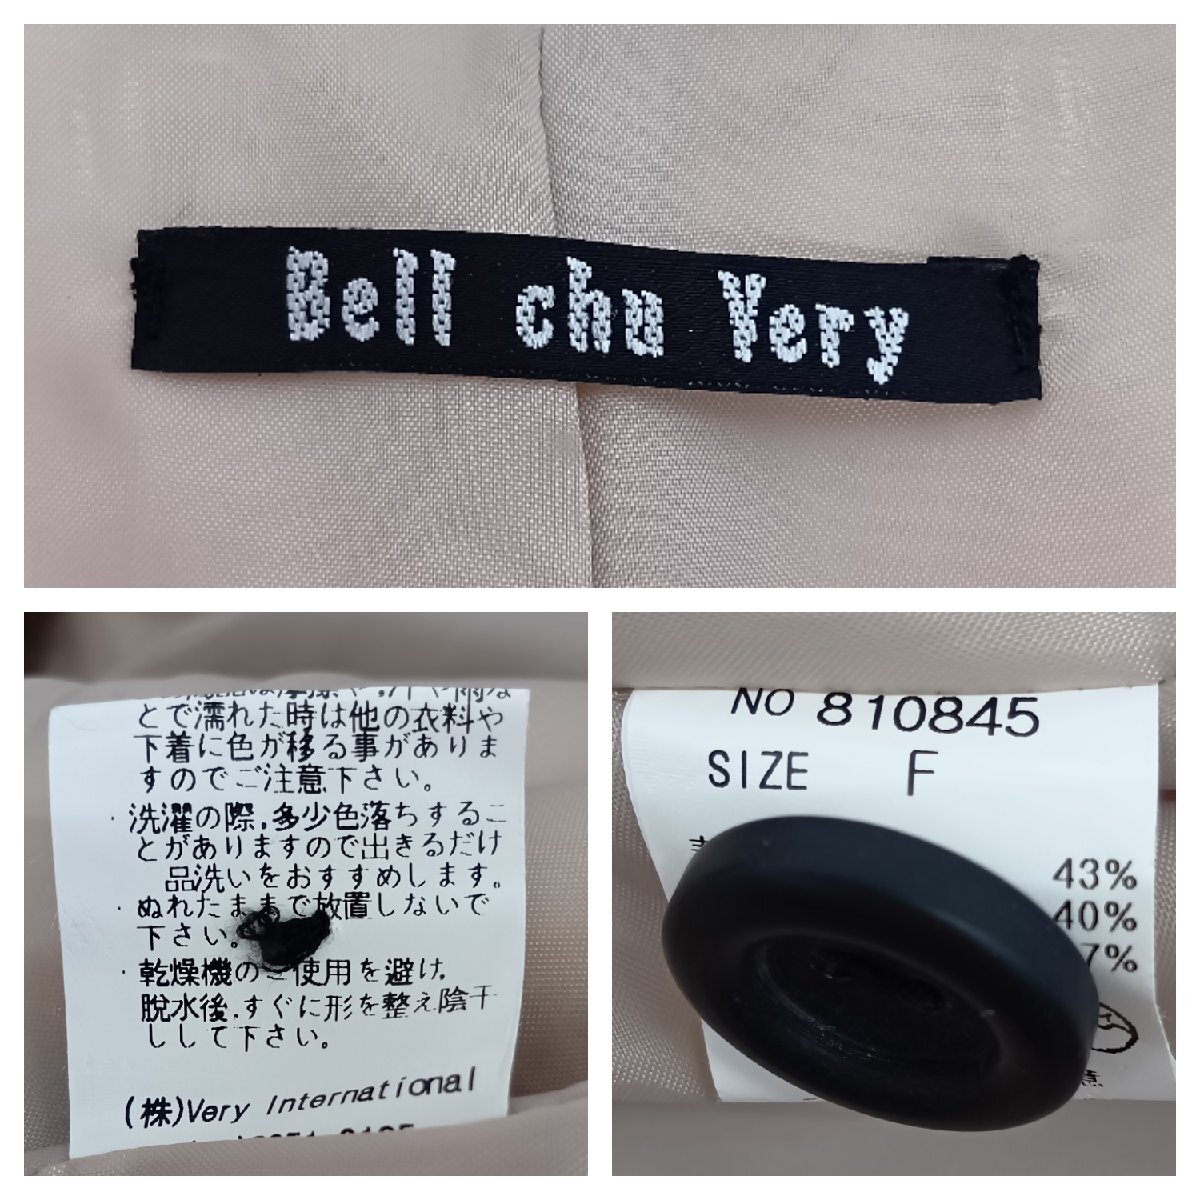 Bell chu Very
とで濡れた時は他の衣料や
下着に色が移る事がありま
すのでご注意下さい。
・洗濯の際,多少色落ちするこ
とがありますので出きるだけ
品洗いをおすすめします。
・ぬれたままで放置しないで
下さい。
・乾燥機のご使用を避け,
脱水後,すぐに形を整え陰干
しして下さい。
(株)Very International
NO 810845
SIZE F
43%
40%
7%